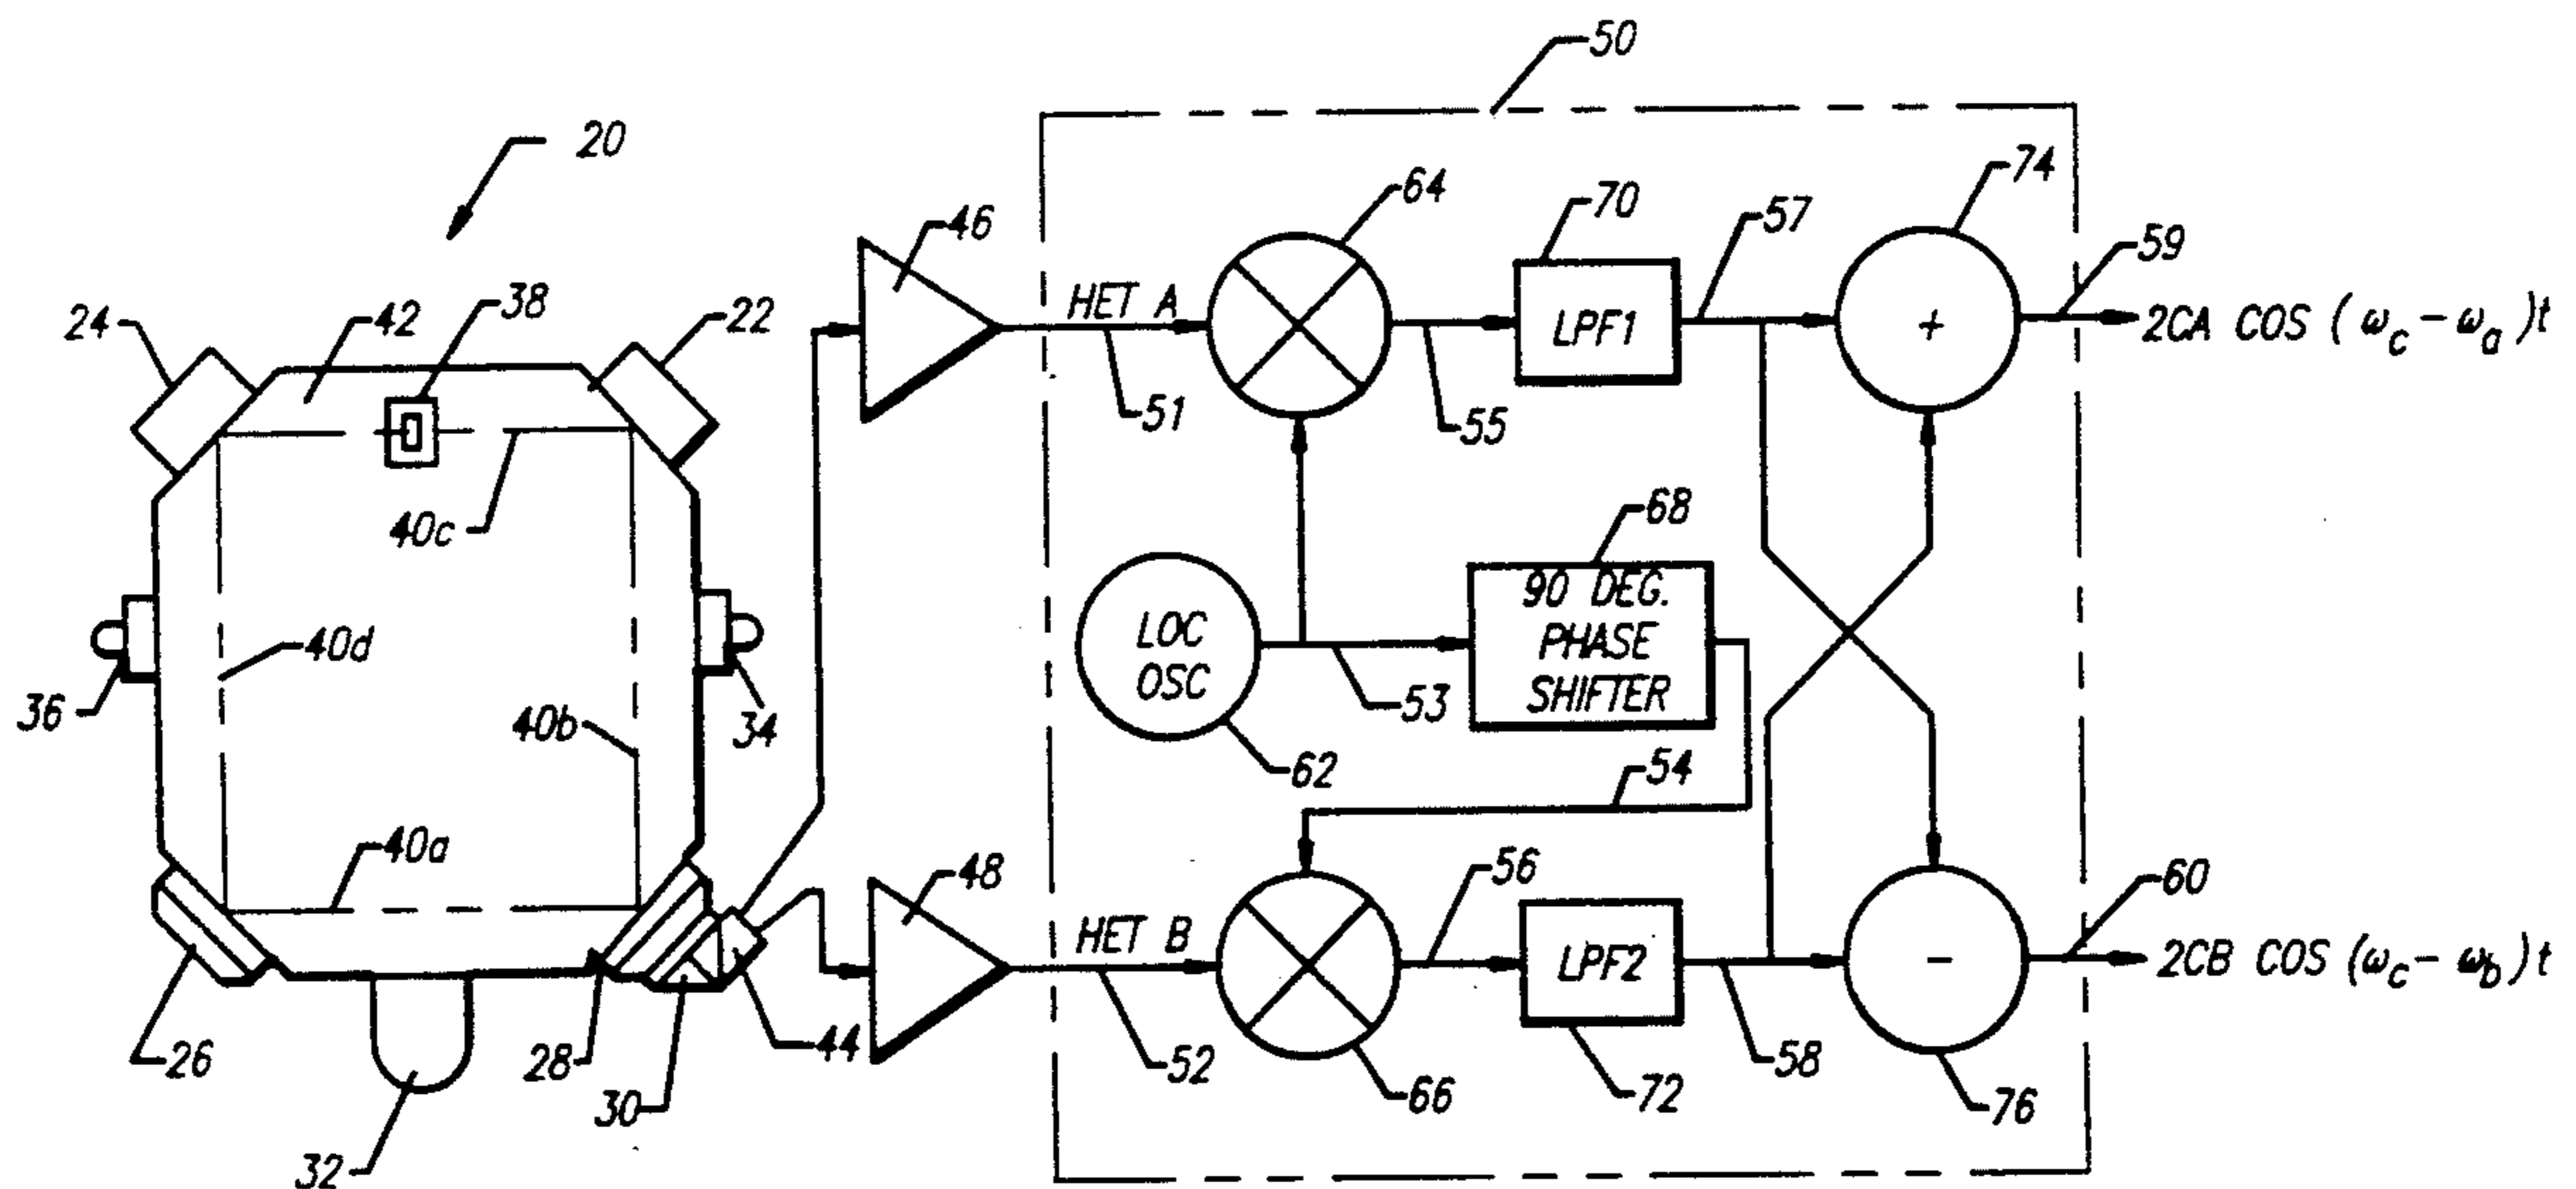 50
20
64
74
46
70
57
59
24
42
38
22
HET A
LPF1
+
2CA COS (ω_c − ω_a)t
51
55
40c
68
90 DEG.
PHASE
SHIFTER
LOC
OSC
40d
53
36
40b
34
62
54
40a
48
56
60
HET B
LPF2
−
2CB COS (ω_c − ω_b)t
26
28
44
52
58
30
66
72
76
32